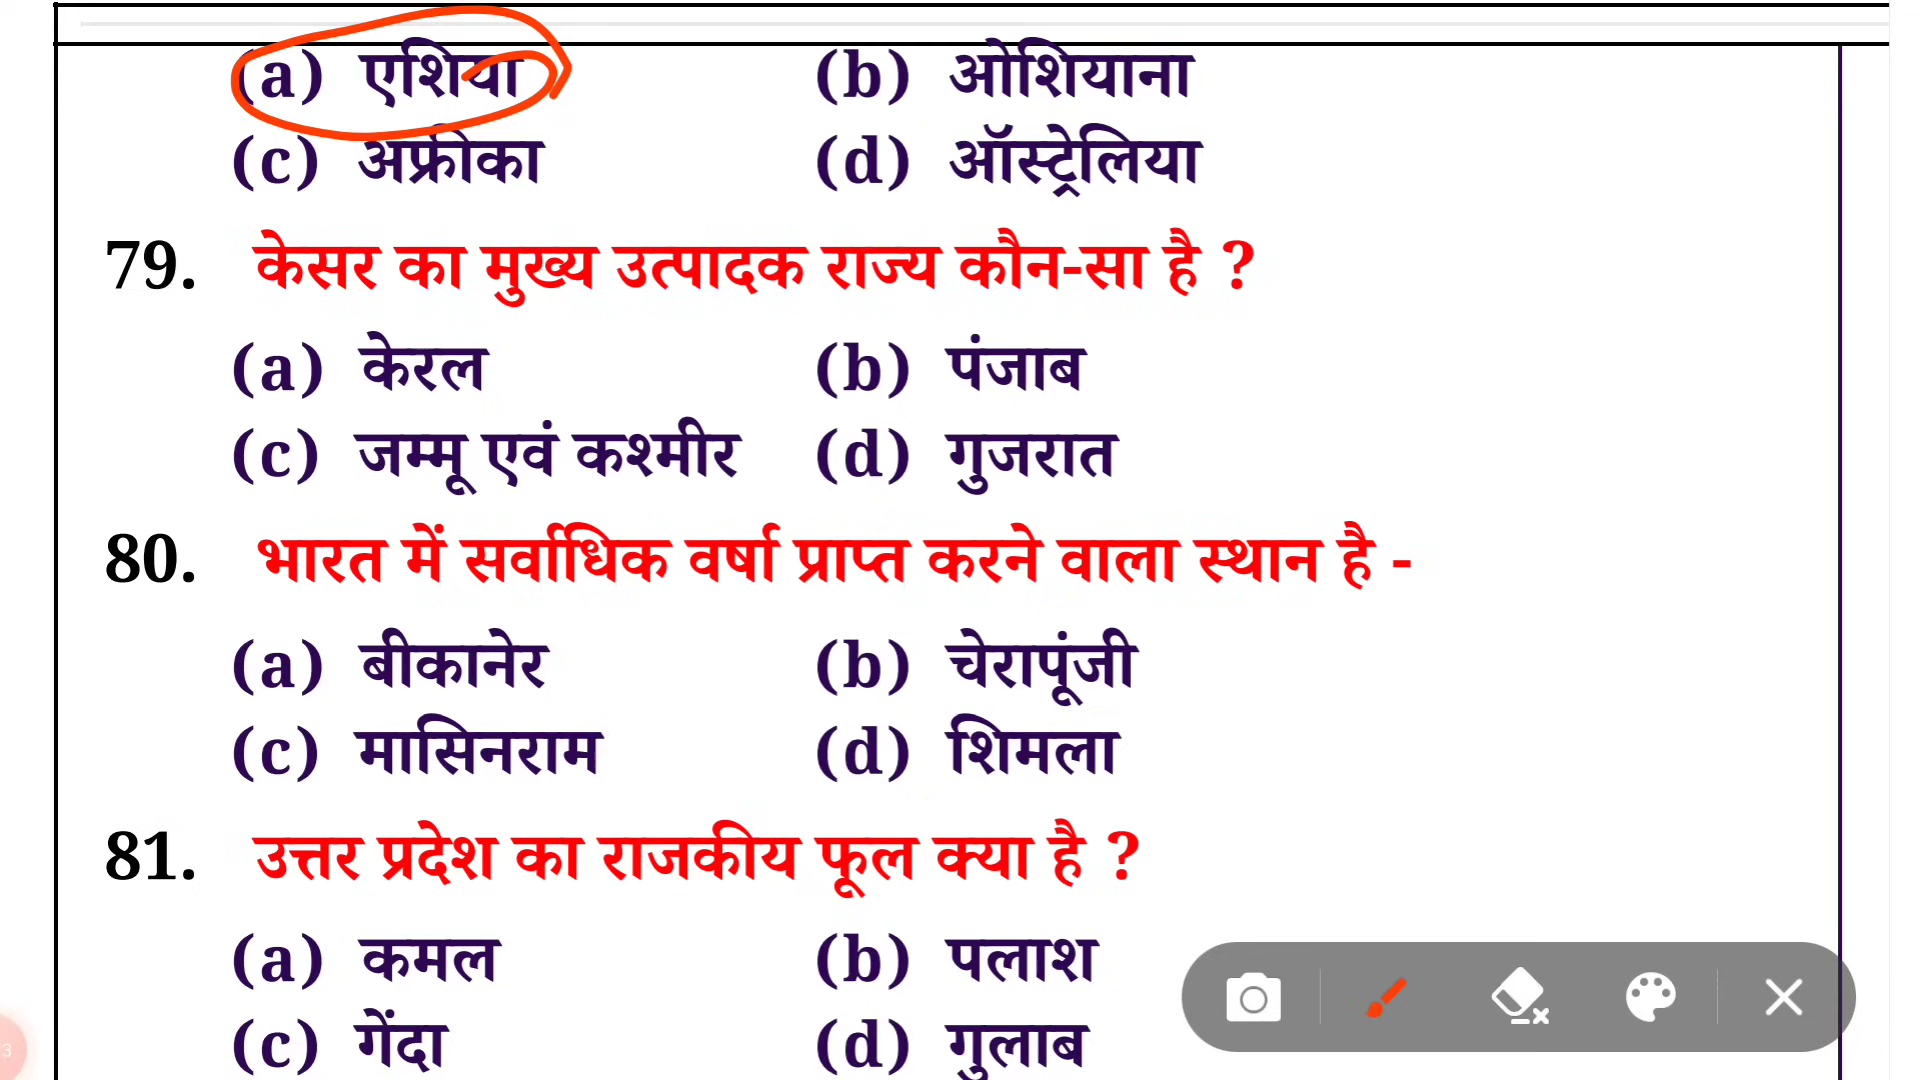 (a) एशिया (b) ओशियाना
(c) अफ्रीका (d) ऑस्ट्रेलिया
79. केसर का मुख्य उत्पादक राज्य कौन-सा है ?
(a) केरल (b) पंजाब
(c) जम्मू एवं कश्मीर (d) गुजरात
80. भारत में सर्वाधिक वर्षा प्राप्त करने वाला स्थान है -
(a) बीकानेर (b) चेरापूंजी
(c) मासिनराम (d) शिमला
81. उत्तर प्रदेश का राजकीय फूल क्या है ?
(a) कमल (b) पलाश
(c) गेंदा (d) गुलाब